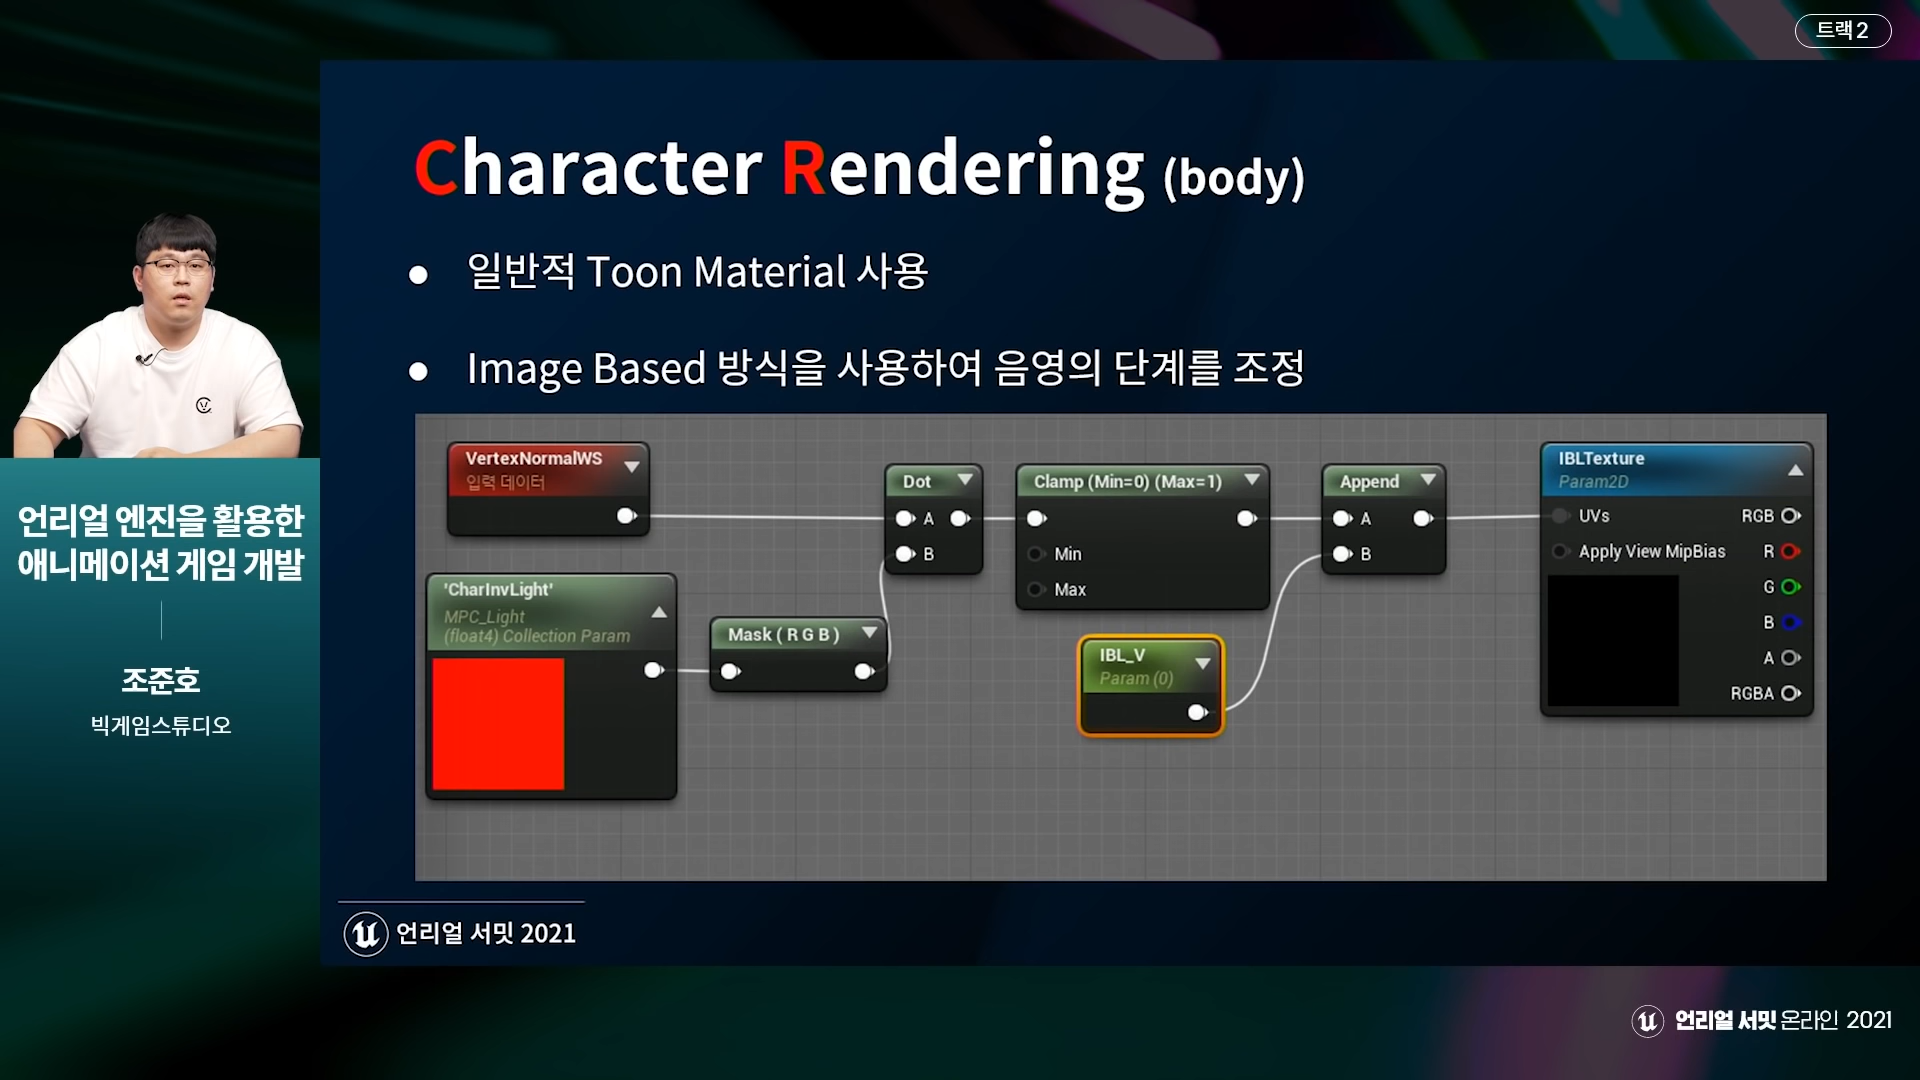 트랙2
Character Rendering (body)
● 일반적 Toon Material 사용
● Image Based 방식을 사용하여 음영의 단계를 조정
VertexNormalWS
입력 데이터
'CharInvLight'
MPC_Light
(float4) Collection Param
Mask ( R G B )
Dot
A
B
Clamp (Min=0) (Max=1)
Min
Max
IBL_V
Param (0)
Append
A
B
IBLTexture
Param2D
UVs
RGB
Apply View MipBias
R
G
B
A
RGBA
언리얼 엔진을 활용한
애니메이션 게임 개발
조준호
빅게임스튜디오
언리얼 서밋 2021
언리얼 서밋 온라인 2021